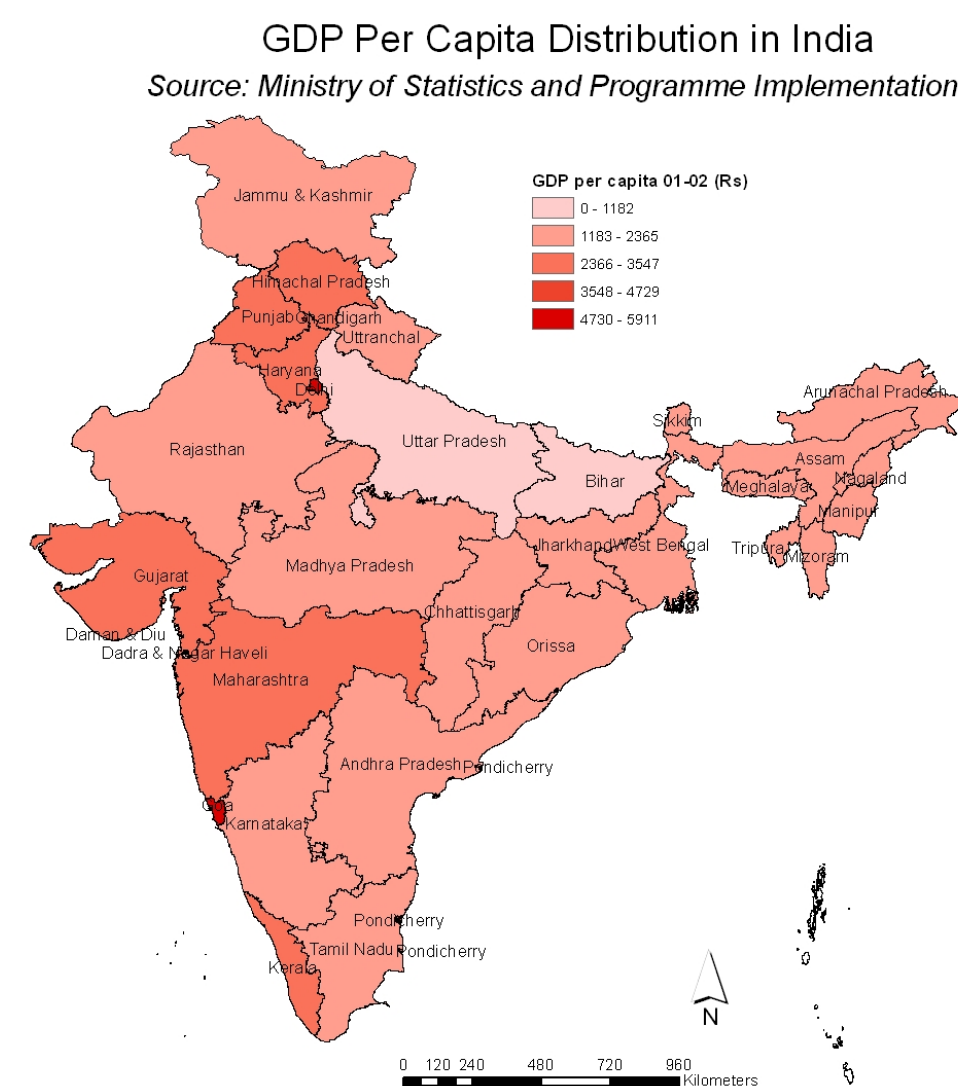 GDP Per Capita Distribution in India
Source: Ministry of Statistics and Programme Implementation
GDP per capita 01-02 (Rs)
0 - 1182
1183 - 2365
2366 - 3547
3548 - 4729
4730 - 5911
Jammu & Kashmir
Himachal Pradesh
Punjab
Chandigarh
Uttranchal
Haryana
Delhi
Arunachal Pradesh
Sikkim
Uttar Pradesh
Rajasthan
Assam
Bihar
Nagaland
Meghalaya
Manipur
Jharkhand
West Bengal
Tripura
Mizoram
Madhya Pradesh
Gujarat
Chhattisgarh
Daman & Diu
Orissa
Dadra & Nagar Haveli
Maharashtra
Andhra Pradesh
Pondicherry
Goa
Karnataka
Pondicherry
Tamil Nadu
Pondicherry
Kerala
N
0 120 240 480 720 960
Kilometers